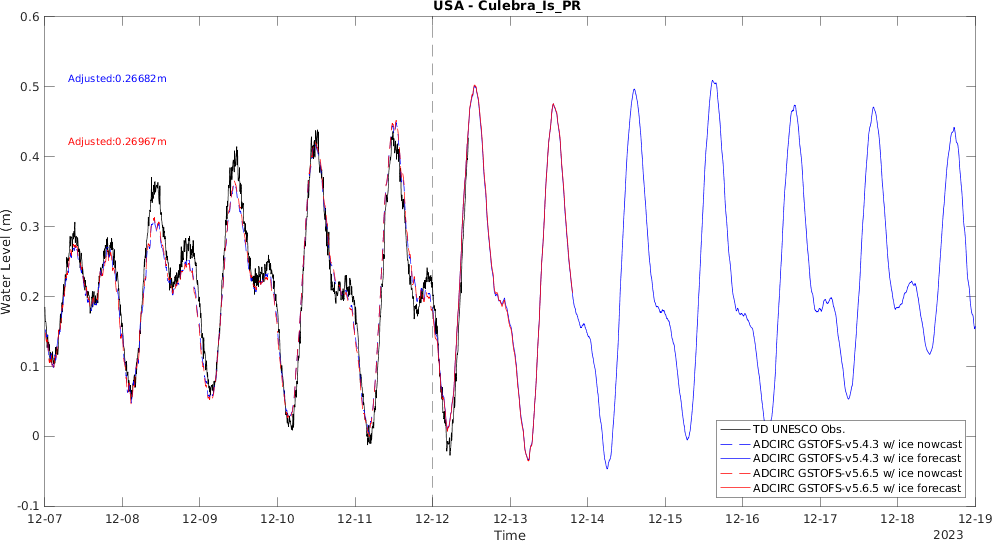 USA - Culebra_Is_PR
0.6
0.5
0.4
0.3
0.2
0.1
0
-0.1
Water Level (m)
Adjusted:0.26682m
Adjusted:0.26967m
TD UNESCO Obs.
ADCIRC GSTOFS-v5.4.3 w/ ice nowcast
ADCIRC GSTOFS-v5.4.3 w/ ice forecast
ADCIRC GSTOFS-v5.6.5 w/ ice nowcast
ADCIRC GSTOFS-v5.6.5 w/ ice forecast
12-07 12-08 12-09 12-10 12-11 12-12 12-13 12-14 12-15 12-16 12-17 12-18 12-19
Time
2023